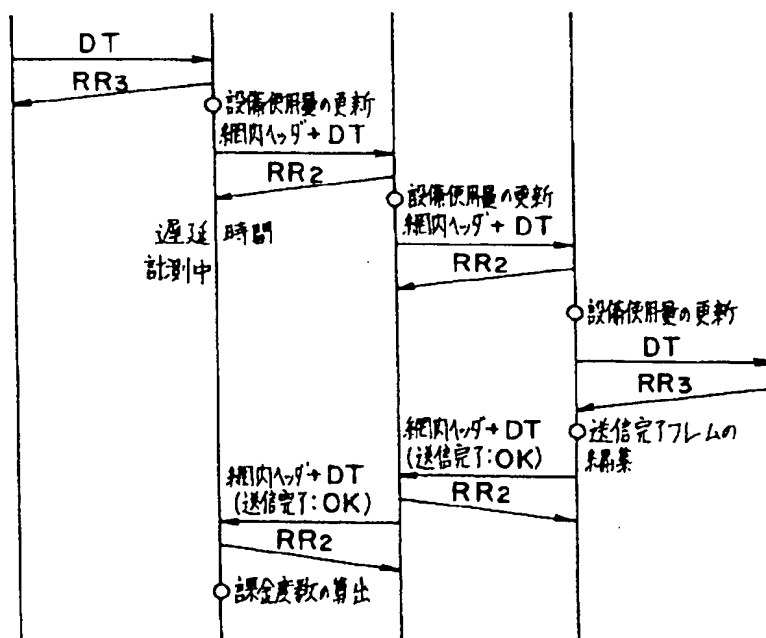 DT
RR3
設備使用量の更新
網内ヘッダ+DT
RR2
設備使用量の更新
網内ヘッダ+DT
遅延時間
計測中
RR2
設備使用量の更新
DT
RR3
網内ヘッダ+DT
(送信完了:OK)
送信完了フレムの
編集
網内ヘッダ+DT
(送信完了:OK)
RR2
RR2
課金度数の算出